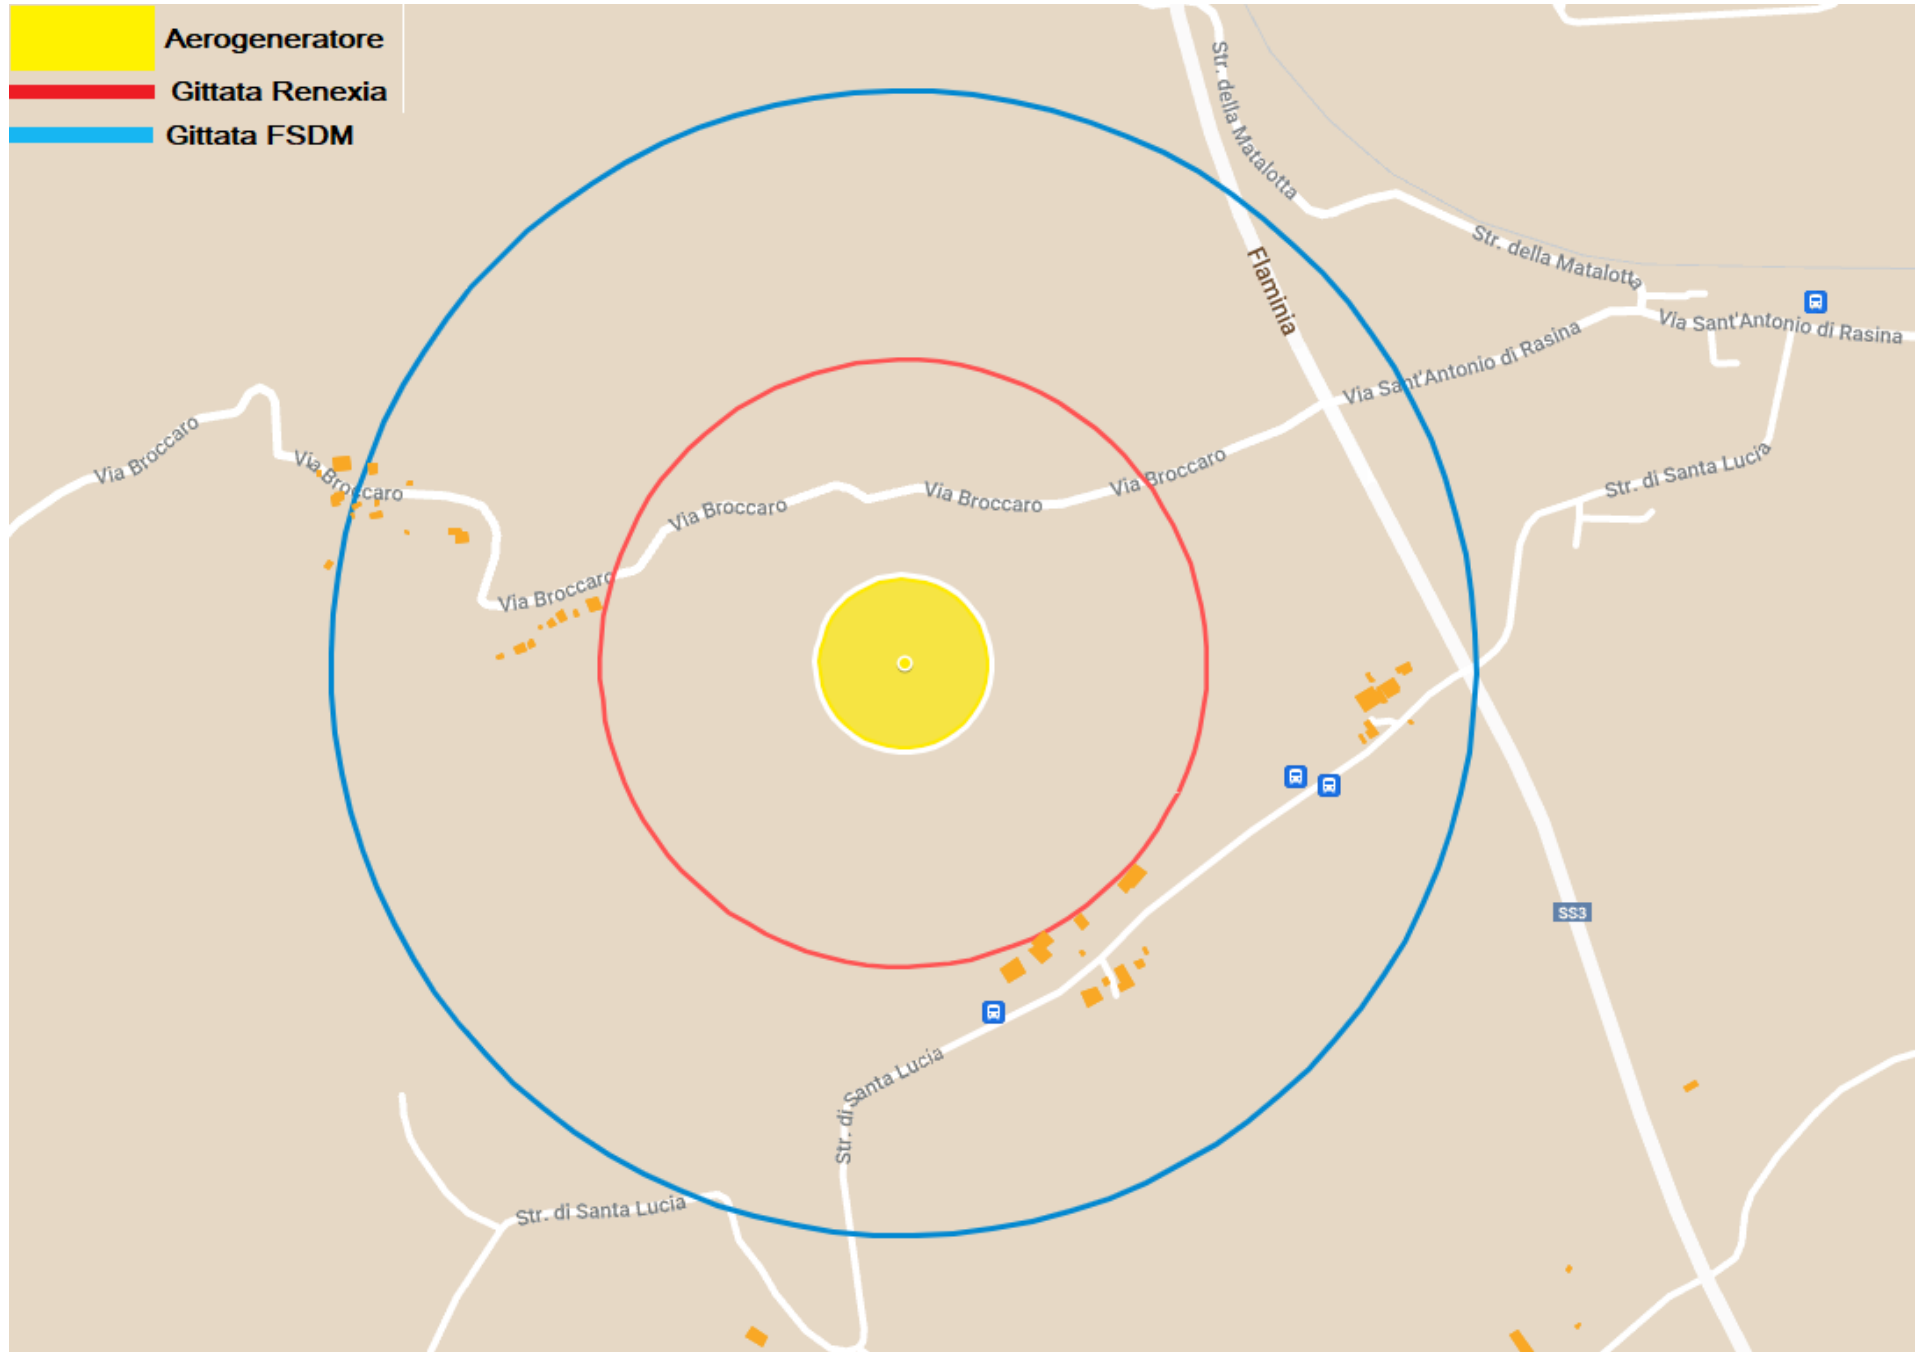 Aerogeneratore
Gittata Renexia
Gittata FSDM
Str. della Matalotta
Str. della Matalotta
Flaminia
Via Sant'Antonio di Rasina
Via Sant'Antonio di Rasina
Via Broccaro
Via Broccaro
Via Broccaro
Via Broccaro
Via Broccaro
Via Broccaro
Str. di Santa Lucia
SS3
Str. di Santa Lucia
Str. di Santa Lucia